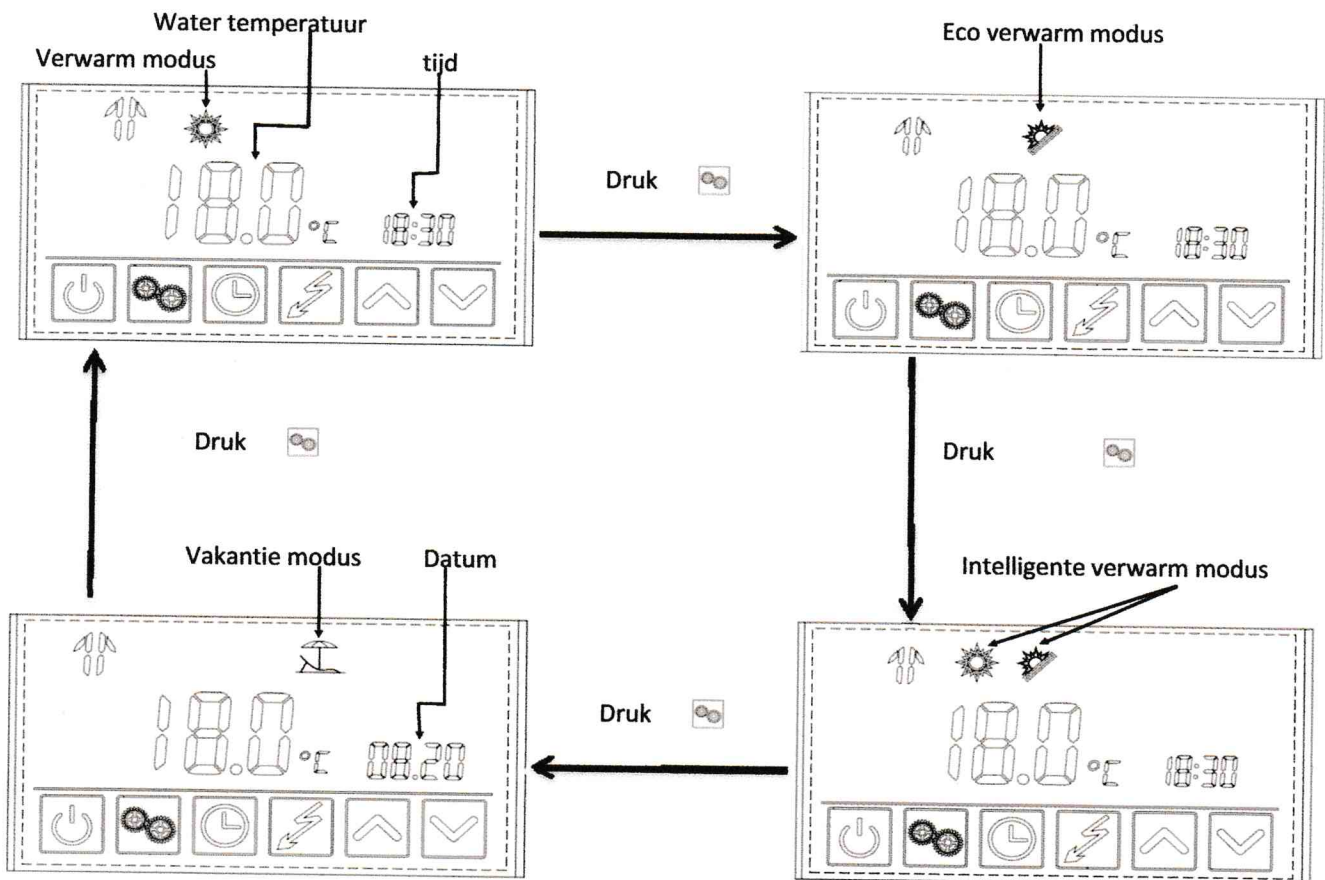 Water temperatuur
Verwarm modus
tijd
18.0 °C
18:30
Druk
Eco verwarm modus
18.0 °C
18:30
Druk
Druk
Vakantie modus
Datum
18.0 °C
08.20
Druk
Intelligente verwarm modus
18.0 °C
18:30